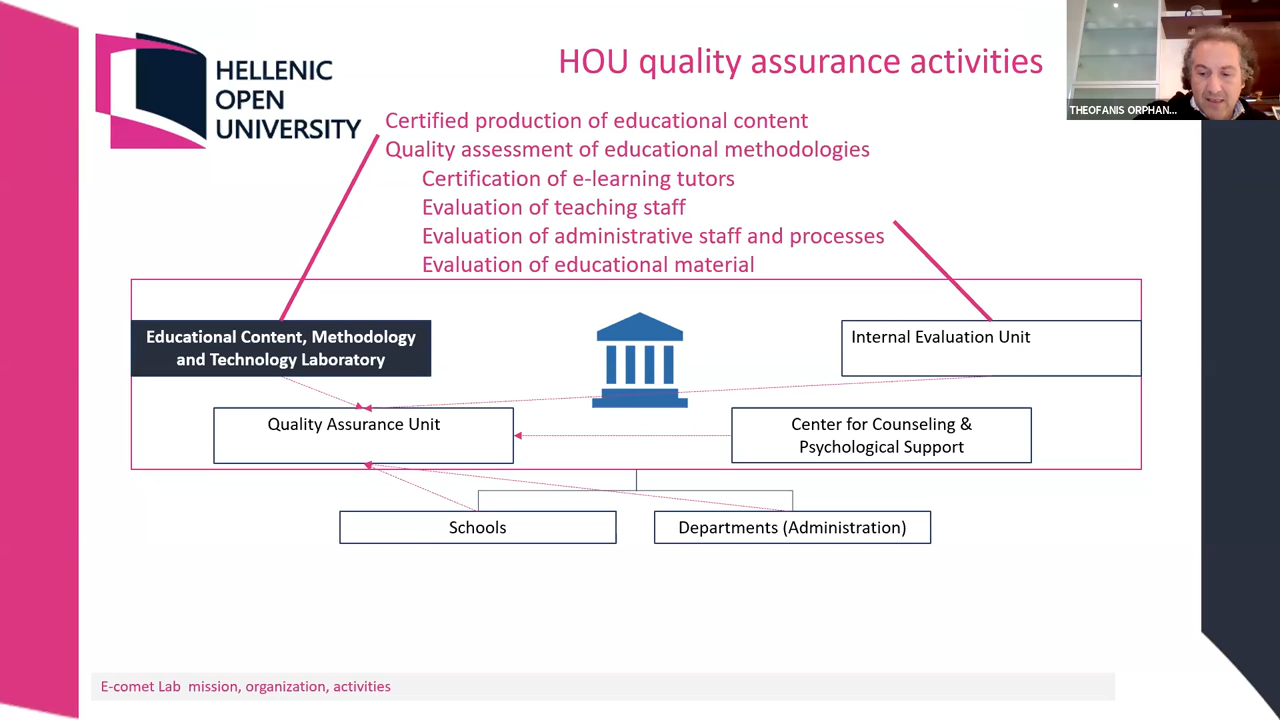 HELLENIC
OPEN
UNIVERSITY
HOU quality assurance activities
THEOFANIS ORPHAN...
Certified production of educational content
Quality assessment of educational methodologies
Certification of e-learning tutors
Evaluation of teaching staff
Evaluation of administrative staff and processes
Evaluation of educational material
Educational Content, Methodology
and Technology Laboratory
Internal Evaluation Unit
Quality Assurance Unit
Center for Counseling &
Psychological Support
Schools
Departments (Administration)
E-comet Lab mission, organization, activities